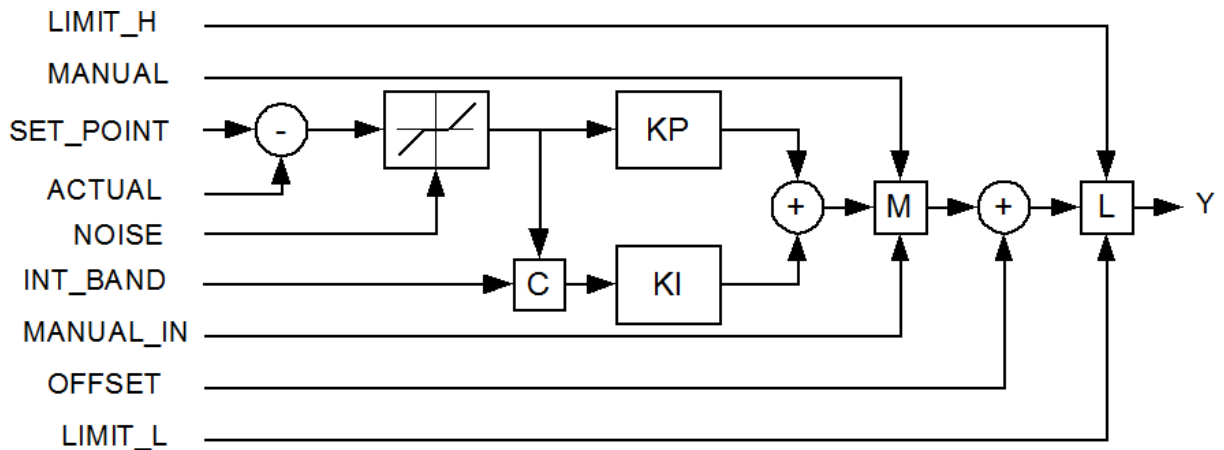 LIMIT_H
MANUAL
SET_POINT
-
KP
ACTUAL
+
M
+
L
Y
NOISE
INT_BAND
C
KI
MANUAL_IN
OFFSET
LIMIT_L